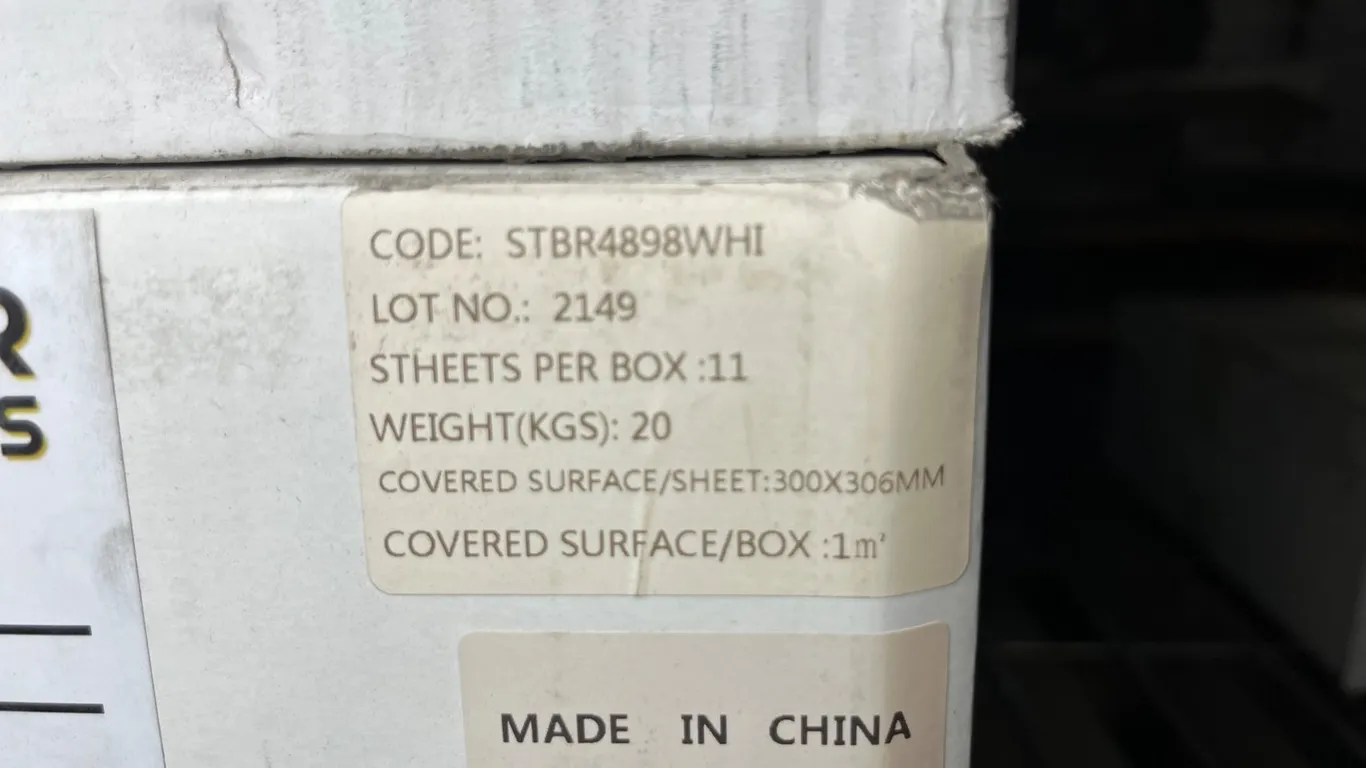 CODE: STBR4898WHI
LOT NO.: 2149
STHEETS PER BOX :11
WEIGHT(KGS): 20
COVERED SURFACE/SHEET:300X306MM
COVERED SURFACE/BOX :1m²
MADE IN CHINA